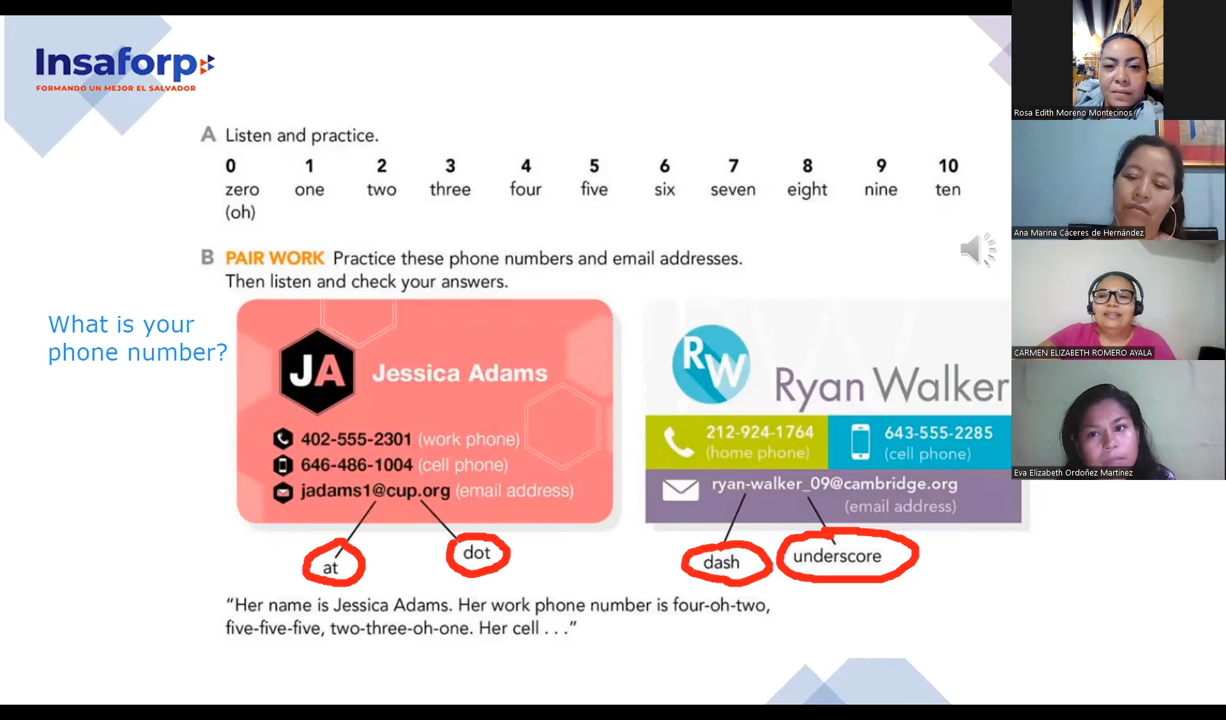 Insaforp
FORMANDO UN MEJOR EL SALVADOR
A Listen and practice.
0 1 2 3 4 5 6 7 8 9 10
zero one two three four five six seven eight nine ten
(oh)
B PAIR WORK Practice these phone numbers and email addresses.
Then listen and check your answers.
What is your
phone number?
JA
Jessica Adams
402-555-2301 (work phone)
646-486-1004 (cell phone)
jadams1@cup.org (email address)
at
dot
RW
Ryan Walker
212-924-1764
(home phone)
643-555-2285
(cell phone)
ryan-walker_09@cambridge.org
(email address)
dash
underscore
"Her name is Jessica Adams. Her work phone number is four-oh-two,
five-five-five, two-three-oh-one. Her cell . . ."
Rosa Edith Moreno Montecinos
Ana Marina Cáceres de Hernández
CARMEN ELIZABETH ROMERO AYALA
Eva Elizabeth Ordoñez Martinez